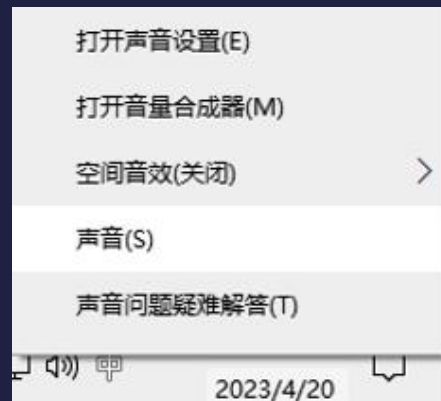 打开声音设置(E)
打开音量合成器(M)
空间音效(关闭)
声音(S)
声音问题疑难解答(T)
中
2023/4/20